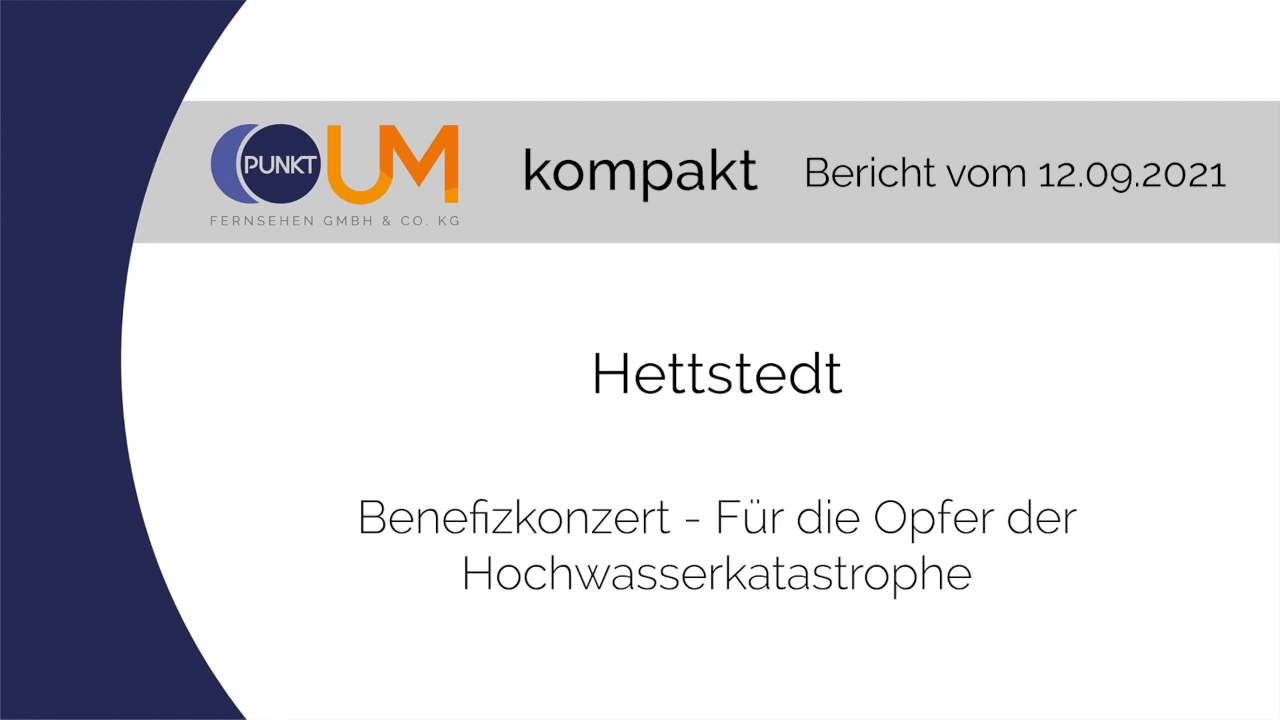 PUNKT UM
FERNSEHEN GMBH & CO. KG
kompakt
Bericht vom 12.09.2021
Hettstedt
Benefizkonzert - Für die Opfer der
Hochwasserkatastrophe